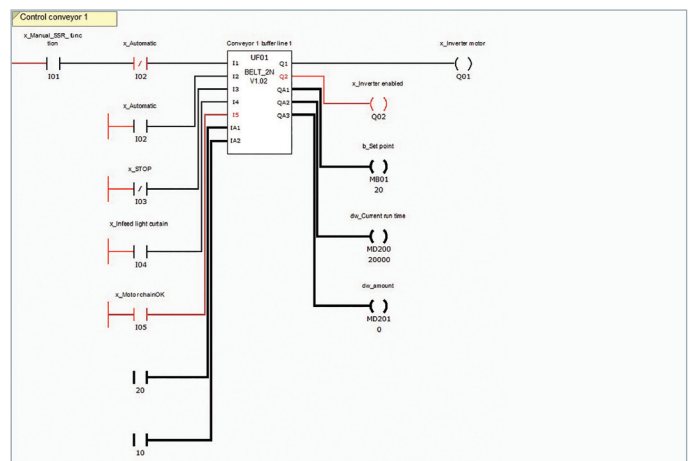 Control conveyor 1
x_Manual_SSR_func
tion
x_Automatic
Conveyor 1 buffer line 1
x_Inverter motor
I01
I02
UF01
BELT_2N
V1.02
I1
I2
I3
I4
I5
IA1
IA2
Q1
Q2
QA1
QA2
QA3
Q01
x_Inverter enabled
Q02
x_Automatic
I02
b_Set point
MB01
20
x_STOP
I03
dw_Current run time
MD200
20000
x_Infeed light curtain
I04
dw_amount
MD201
0
x_Motor chainOK
I05
20
10